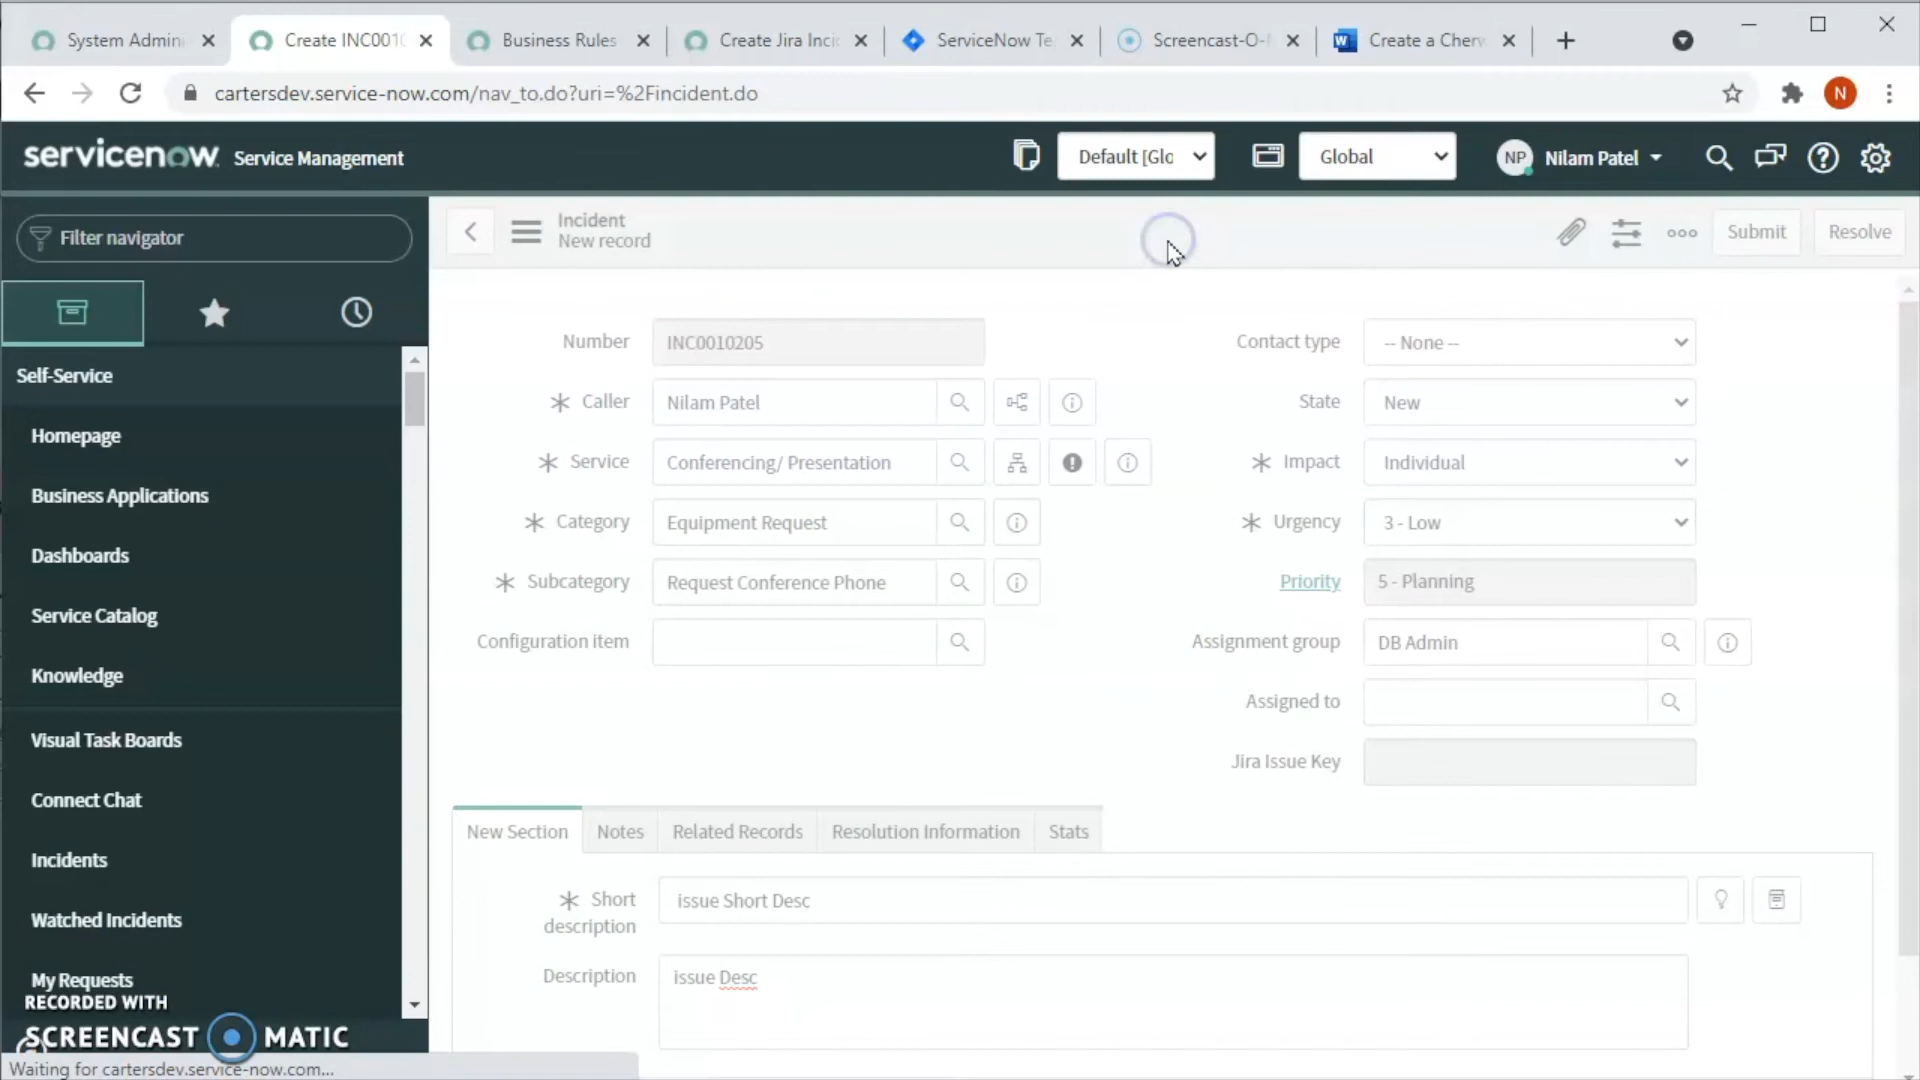 System Admin
Create INC001
Business Rules
Create Jira Inci
ServiceNow Te
Screencast-O-
Create a Cherw
cartersdev.service-now.com/nav_to.do?uri=%2Fincident.do
N
servicenow Service Management
Default [Glo
Global
NP Nilam Patel
Filter navigator
Incident
New record
Submit
Resolve
Self-Service
Homepage
Business Applications
Dashboards
Service Catalog
Knowledge
Visual Task Boards
Connect Chat
Incidents
Watched Incidents
My Requests
Number INC0010205
Caller Nilam Patel
Service Conferencing/ Presentation
Category Equipment Request
Subcategory Request Conference Phone
Configuration item
Contact type -- None --
State New
Impact Individual
Urgency 3 - Low
Priority 5 - Planning
Assignment group DB Admin
Assigned to
Jira Issue Key
New Section Notes Related Records Resolution Information Stats
Short description issue Short Desc
Description issue Desc
RECORDED WITH
SCREENCAST MATIC
Waiting for cartersdev.service-now.com...